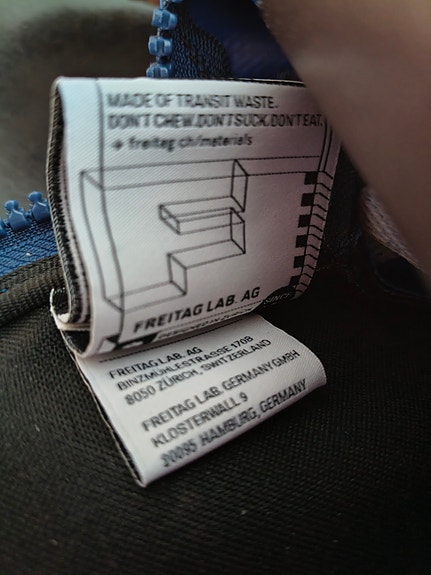 MADE OF TRANSIT WASTE.
DON'T CHEW.DON'T SUCK.DON'T EAT.
→ freitag.ch/materials
FREITAG LAB. AG
SINCE
FREITAG LAB. AG
BINZMÜHLESTRASSE 170B
8050 ZÜRICH, SWITZERLAND
FREITAG LAB. GERMANY GMBH
KLOSTERWALL 9
20095 HAMBURG, GERMANY